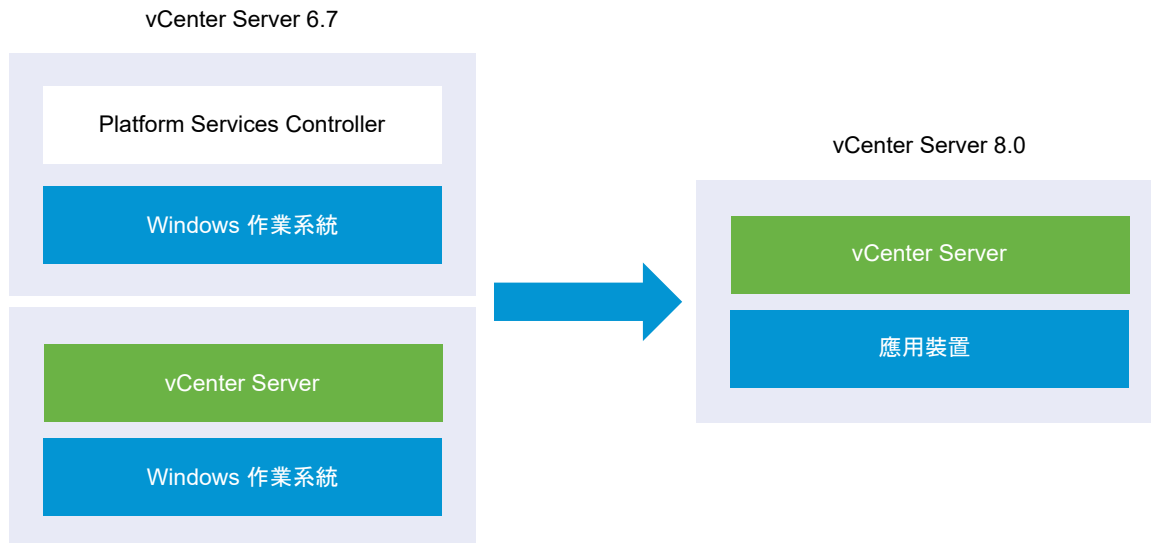 vCenter Server 6.7
Platform Services Controller
Windows 作業系統
vCenter Server
Windows 作業系統
vCenter Server 8.0
vCenter Server
應用裝置